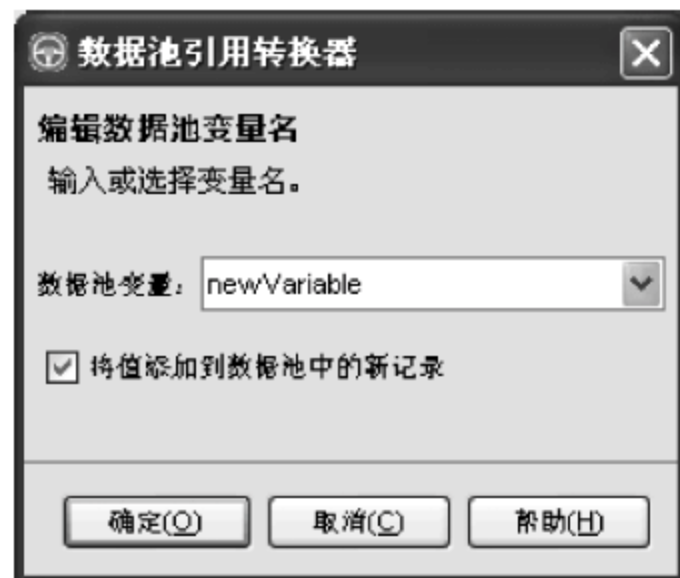 数据池引用转换器
编辑数据池变量名
输入或选择变量名。
数据池变量： newVariable
将值添加到数据池中的新记录
确定(O) 取消(C) 帮助(H)